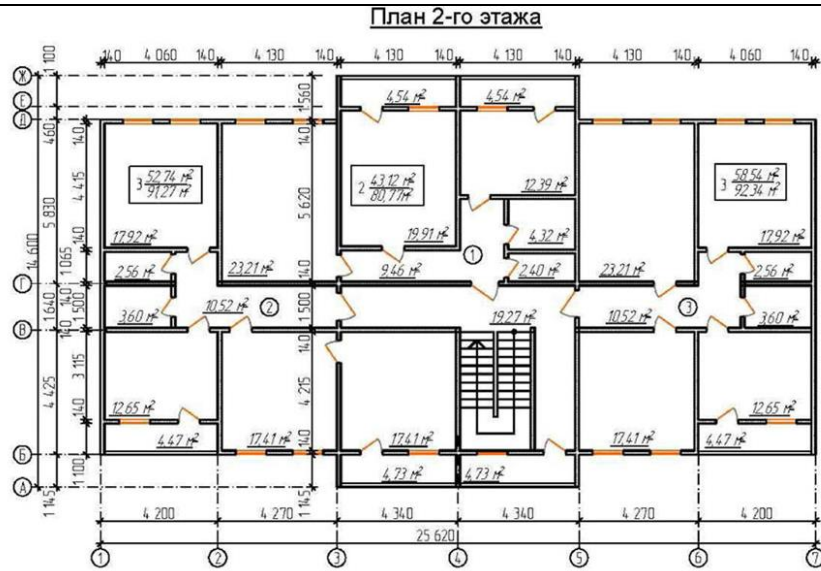 План 2-го этажа
140 4 060 140 4 130 140 4 130 140 4 130 140 4 130 140 4 060 140
1 100
Ж
Е
Д
460
1 560
140
4,54 м² 4,54 м²
3 52,74 м² 91,27 м²
2 43,12 м² 80,77 м²
3 58,54 м² 92,34 м²
12.39 м²
4 415
5 830
5 620
14 600
17.92 м² 19.91 м² 4.32 м² 17.92 м²
140
1 065
2.56 м² 23.21 м² 9.46 м² 1 2.40 м² 23.21 м² 2.56 м²
140
Г
1 640
140
1 500
1 500
3.60 м² 10.52 м² 2 19.27 м² 10.52 м² 3 3.60 м²
В
140
140
3 115
4 425
4 215
12.65 м² 12.65 м²
140
140
4,47 м² 17.41 м² 17.41 м² 17.41 м² 4,47 м²
Б
1 100
4,73 м² 4,73 м²
А
1 145
1 145
4 200 4 270 4 340 4 340 4 270 4 200
25 620
1 2 3 4 5 6 7